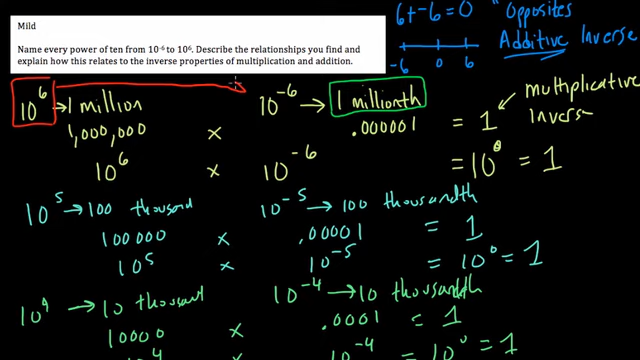 Mild
Name every power of ten from 10⁻⁶ to 10⁶. Describe the relationships you find and
explain how this relates to the inverse properties of multiplication and addition.
6+-6=0 "Opposites
Additive Inverse
-6 0 6
10⁶ → 1 million 10⁻⁶ → 1 millionth multiplicative
1,000,000 x .000001 = 1 inverse
10⁶ x 10⁻⁶ = 10⁰ = 1
10⁵ → 100 thousand 10⁻⁵ → 100 thousandth
100000 x .00001 = 1
10⁵ x 10⁻⁵ = 10⁰ = 1
10⁴ → 10 thousand 10⁻⁴ → 10 thousandth
10000 x .0001 = 1
10⁻⁴ = 10⁰ = 1